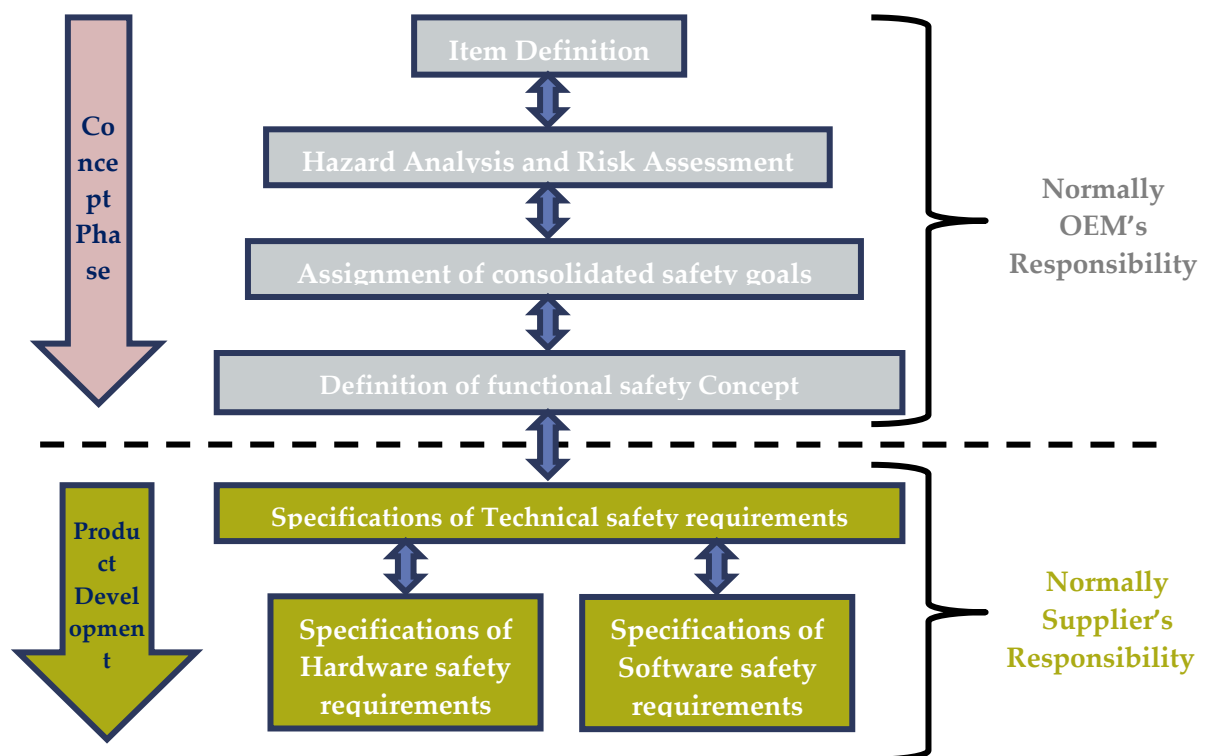 Item Definition
Co
nce
pt
Pha
se
Hazard Analysis and Risk Assessment
Normally
OEM's
Responsibility
Assignment of consolidated safety goals
Definition of functional safety Concept
Specifications of Technical safety requirements
Produ
ct
Devel
opmen
t
Specifications of
Hardware safety
requirements
Specifications of
Software safety
requirements
Normally
Supplier's
Responsibility